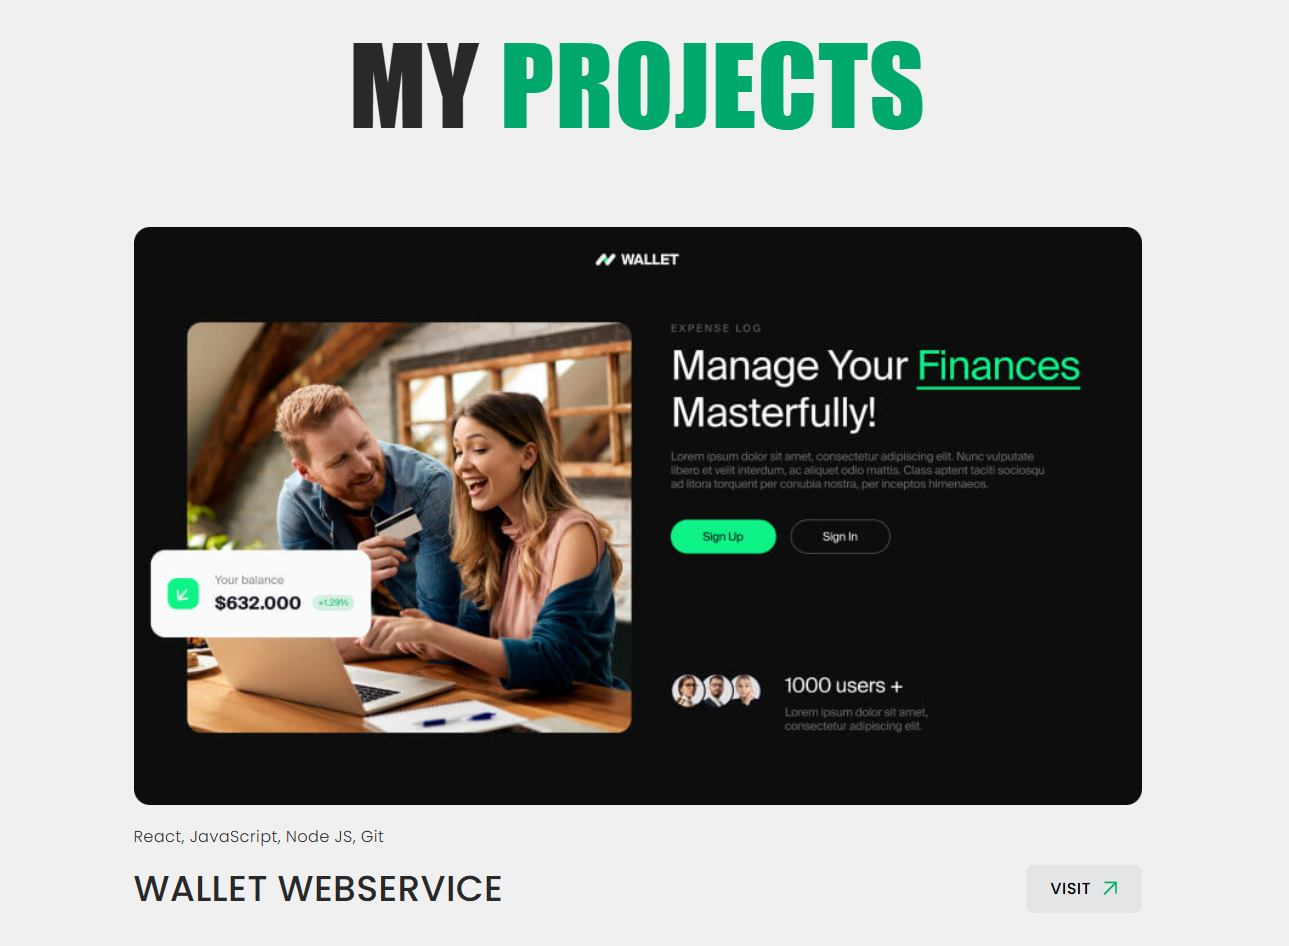 MY PROJECTS
WALLET
EXPENSE LOG
Manage Your Finances
Masterfully!
Lorem ipsum dolor sit amet, consectetur adipiscing elit. Nunc vulputate
libero et velit interdum, ac aliquet odio mattis. Class aptent taciti sociosqu
ad litora torquent per conubia nostra, per inceptos himenaeos.
Sign Up
Sign In
Your balance
$632.000 +1.29%
1000 users +
Lorem ipsum dolor sit amet,
consectetur adipiscing elit.
React, JavaScript, Node JS, Git
WALLET WEBSERVICE
VISIT